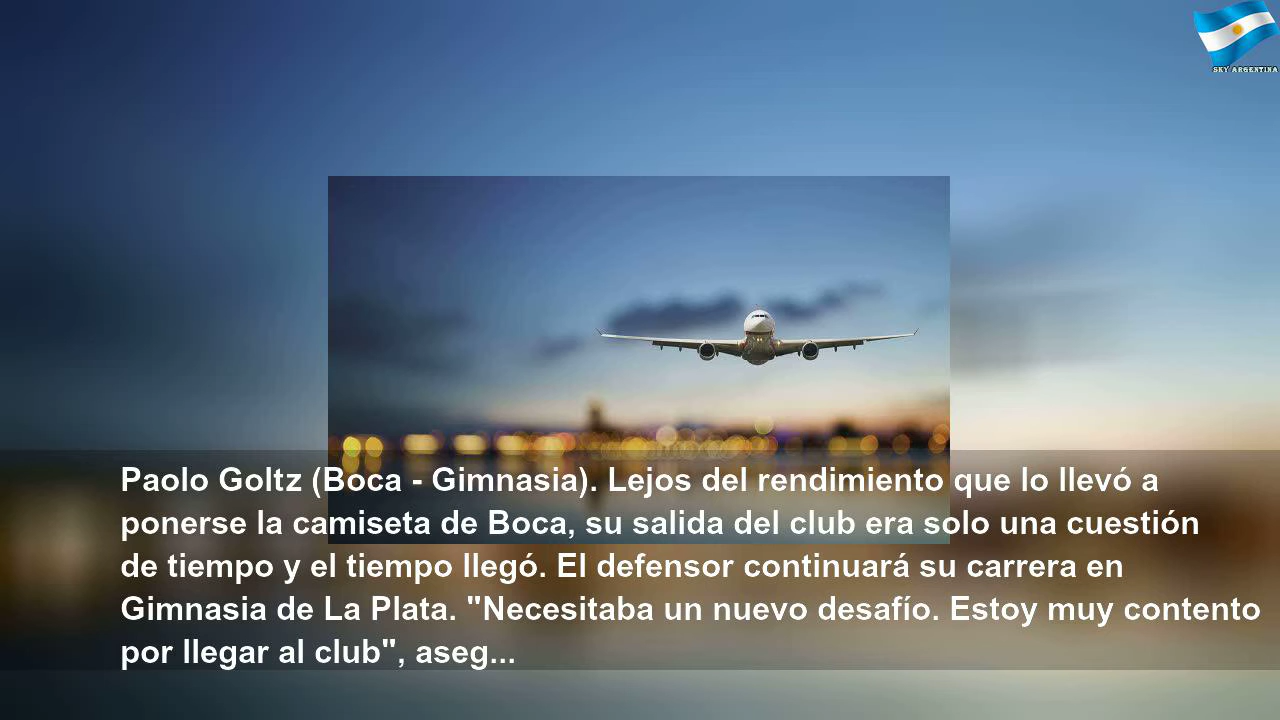 SKY ARGENTINA
Paolo Goltz (Boca - Gimnasia). Lejos del rendimiento que lo llevó a
ponerse la camiseta de Boca, su salida del club era solo una cuestión
de tiempo y el tiempo llegó. El defensor continuará su carrera en
Gimnasia de La Plata. "Necesitaba un nuevo desafío. Estoy muy contento
por llegar al club", aseg...